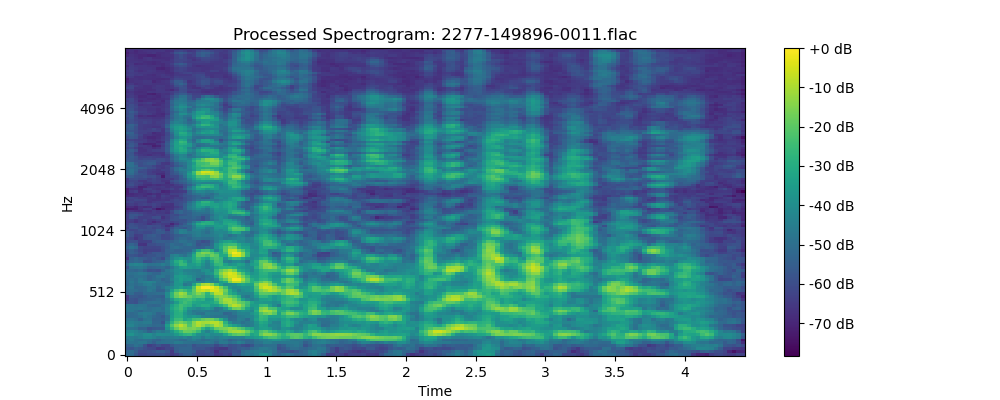 Processed Spectrogram: 2277-149896-0011.flac
Hz
4096
2048
1024
512
0
0 0.5 1 1.5 2 2.5 3 3.5 4
Time
+0 dB
-10 dB
-20 dB
-30 dB
-40 dB
-50 dB
-60 dB
-70 dB